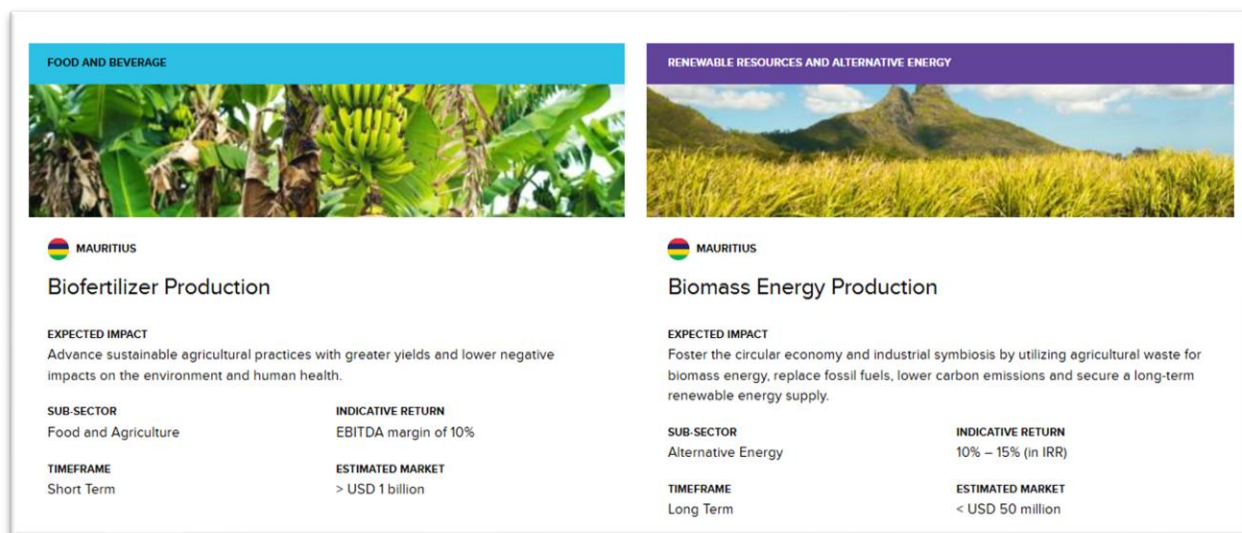 FOOD AND BEVERAGE
MAURITIUS
Biofertilizer Production
EXPECTED IMPACT
Advance sustainable agricultural practices with greater yields and lower negative
impacts on the environment and human health.
SUB-SECTOR
Food and Agriculture
INDICATIVE RETURN
EBITDA margin of 10%
TIMEFRAME
Short Term
ESTIMATED MARKET
> USD 1 billion
RENEWABLE RESOURCES AND ALTERNATIVE ENERGY
MAURITIUS
Biomass Energy Production
EXPECTED IMPACT
Foster the circular economy and industrial symbiosis by utilizing agricultural waste for
biomass energy, replace fossil fuels, lower carbon emissions and secure a long-term
renewable energy supply.
SUB-SECTOR
Alternative Energy
INDICATIVE RETURN
10% – 15% (in IRR)
TIMEFRAME
Long Term
ESTIMATED MARKET
< USD 50 million